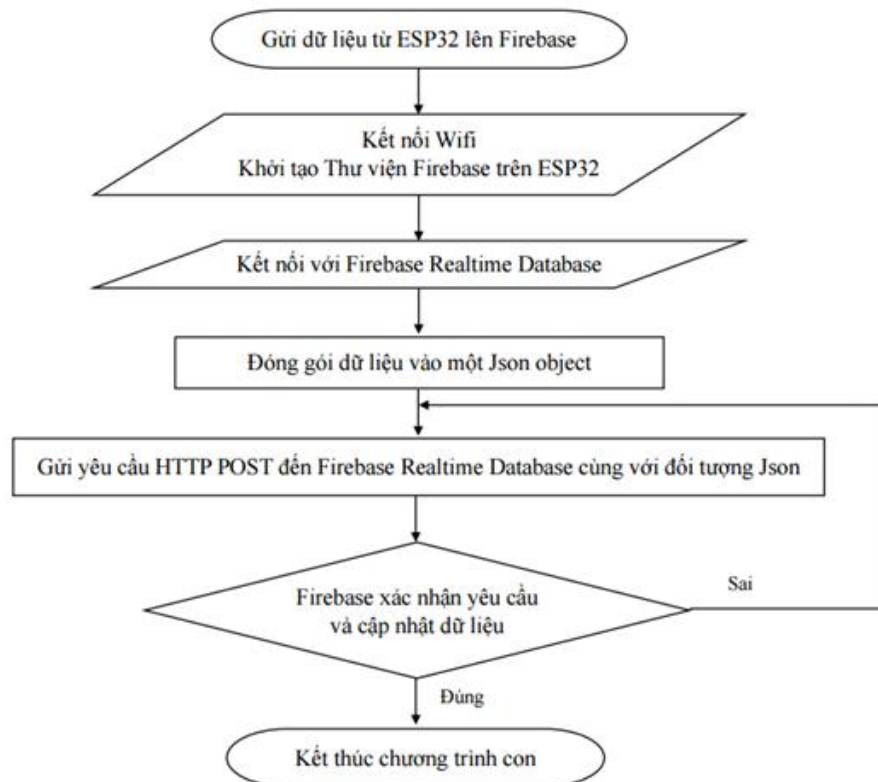 Gửi dữ liệu từ ESP32 lên Firebase
Kết nối Wifi
Khởi tạo Thư viện Firebase trên ESP32
Kết nối với Firebase Realtime Database
Đóng gói dữ liệu vào một Json object
Gửi yêu cầu HTTP POST đến Firebase Realtime Database cùng với đối tượng Json
Firebase xác nhận yêu cầu
và cập nhật dữ liệu
Sai
Đúng
Kết thúc chương trình con